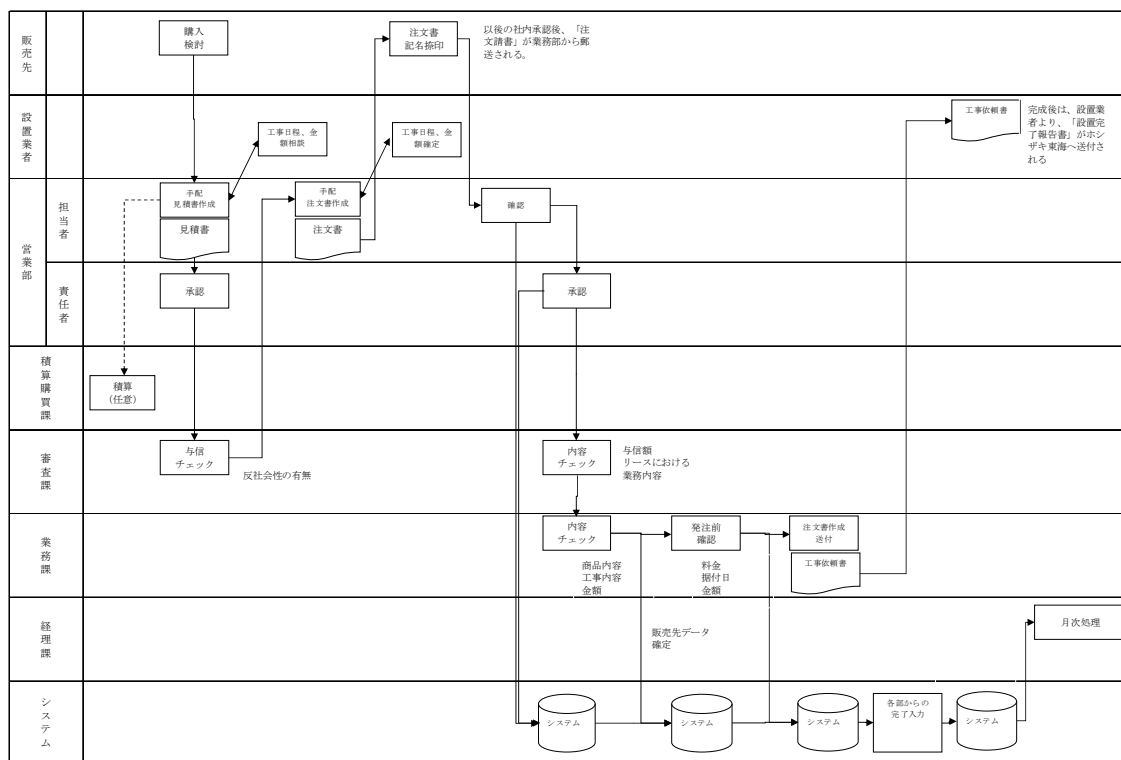 販売先
購入
検討
注文書
記名捺印
以後の社内承認後、「注
文請書」が業務部から郵
送される。
設置業者
工事日程、金
額相談
工事日程、金
額確定
工事依頼書
完成後は、設置業
者より、「設置完
了報告書」がホシ
ザキ東海へ送付さ
れる
営業部
担当者
手配
見積書作成
見積書
手配
注文書作成
注文書
確認
責任者
承認
承認
積算購買課
積算
（任意）
審査課
与信
チェック
反社会性の有無
内容
チェック
与信額
リースにおける
業務内容
業務課
内容
チェック
商品内容
工事内容
金額
発注前
確認
料金
据付日
金額
注文書作成
送付
工事依頼書
経理課
販売先データ
確定
月次処理
システム
システム
システム
システム
各部からの
完了入力
システム